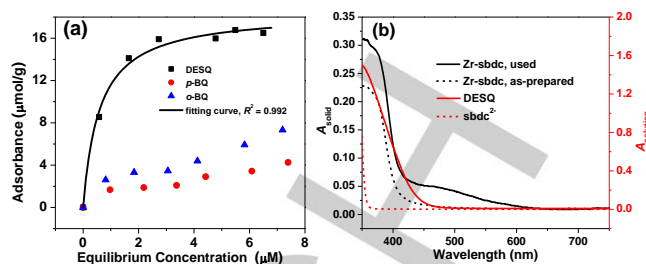 (a)
Adsorbance (μmol/g)
16
12
8
4
0
DESQ
p-BQ
o-BQ
fitting curve, R² = 0.992
0 2 4 6 8
Equilibrium Concentration (μM)
(b)
A_solid
0.35
0.30
0.25
0.20
0.15
0.10
0.05
0.00
Zr-sbdc, used
Zr-sbdc, as-prepared
DESQ
sbdc²⁻
2.0
1.6
1.2
0.8
0.4
0.0
A_solution
400 500 600 700
Wavelength (nm)